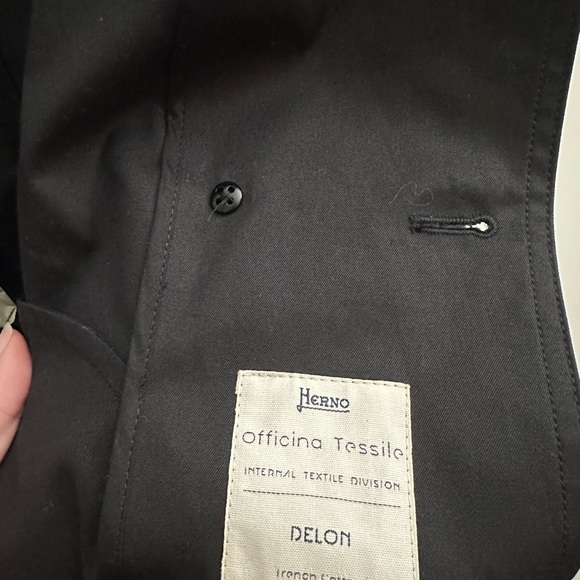 HERNO
Officina Tessile
INTERNAL TEXTILE DIVISION
DELON